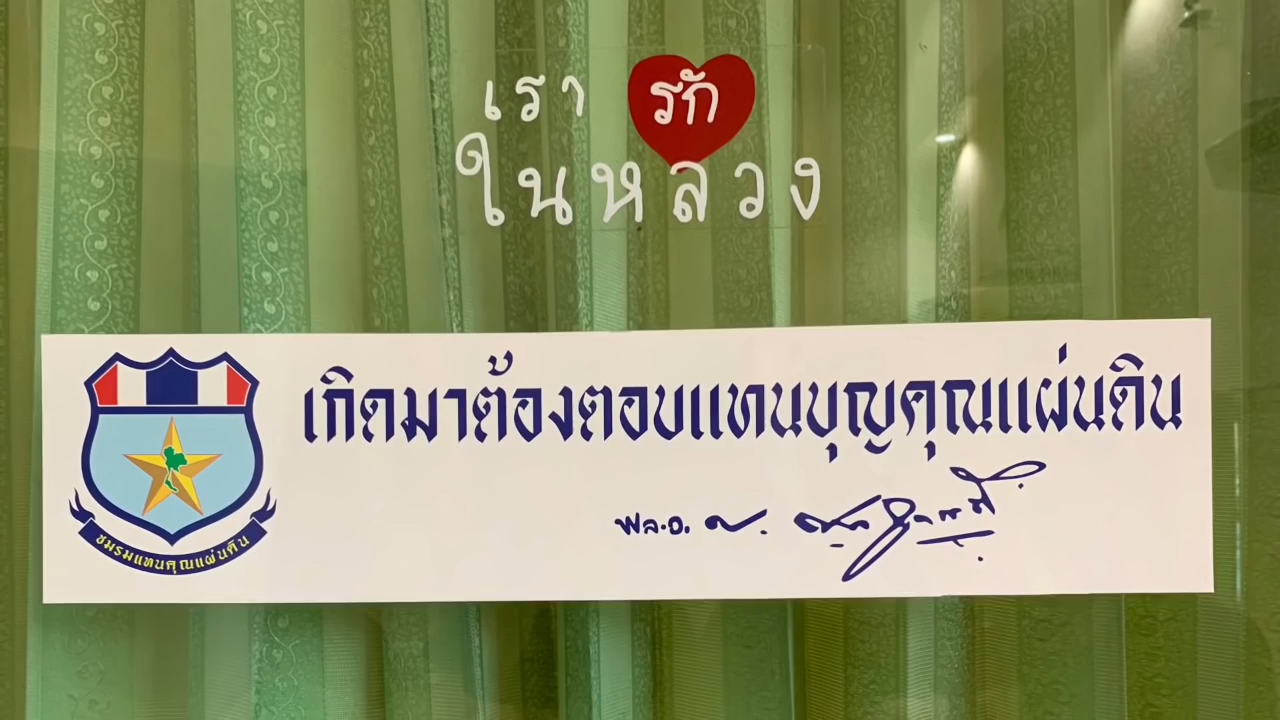 เรา รัก
ในหลวง
เกิดมาต้องตอบแทนบุญคุณแผ่นดิน
พล.อ.
ชมรมแทนคุณแผ่นดิน